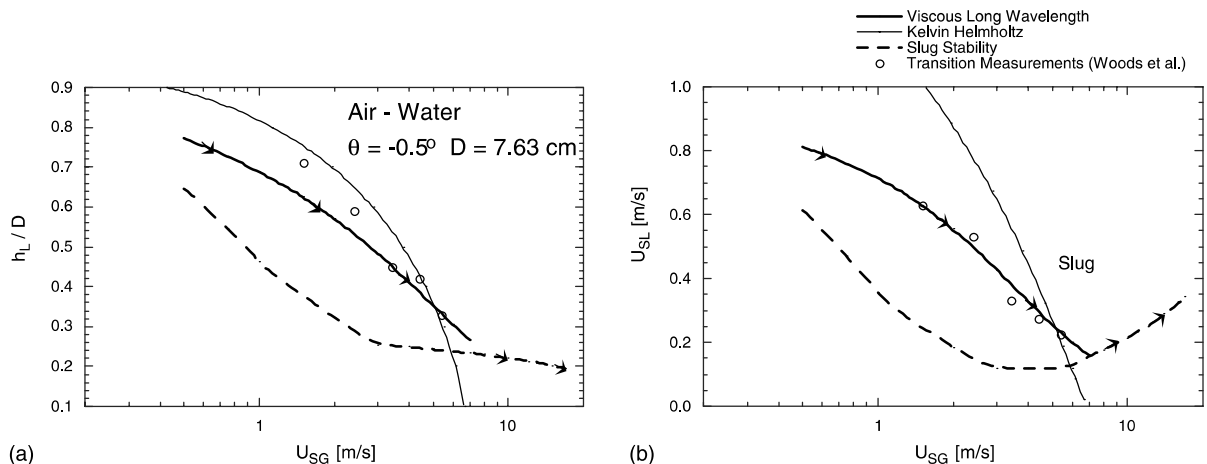 Viscous Long Wavelength
Kelvin Helmholtz
Slug Stability
Transition Measurements (Woods et al.)
0.9
0.8
0.7
0.6
0.5
0.4
0.3
0.2
0.1
h_L / D
Air - Water
θ = -0.5° D = 7.63 cm
1
10
U_SG [m/s]
(a)
1.0
0.8
0.6
0.4
0.2
0.0
U_SL [m/s]
Slug
1
10
U_SG [m/s]
(b)